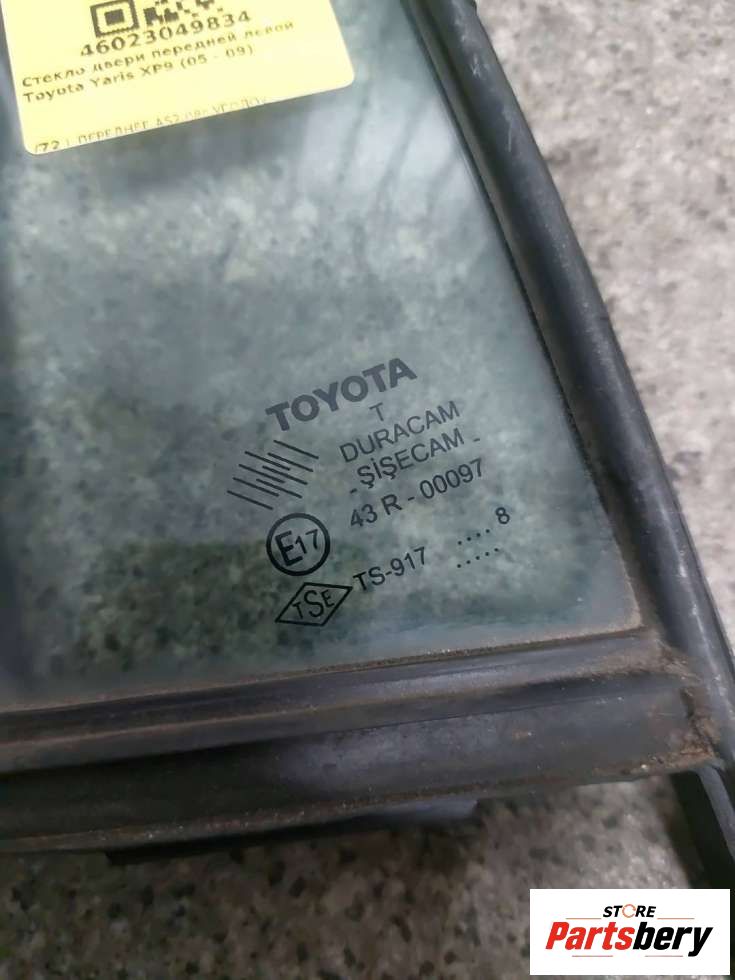 46023049834
Стекло двери передней левой
Toyota Yaris XP9 (05 - 09)
TOYOTA
T
DURACAM
- ŞİŞECAM -
43 R - 00097
E17
TS-917 .... 8
.....
TSE
STORE
Partsbery